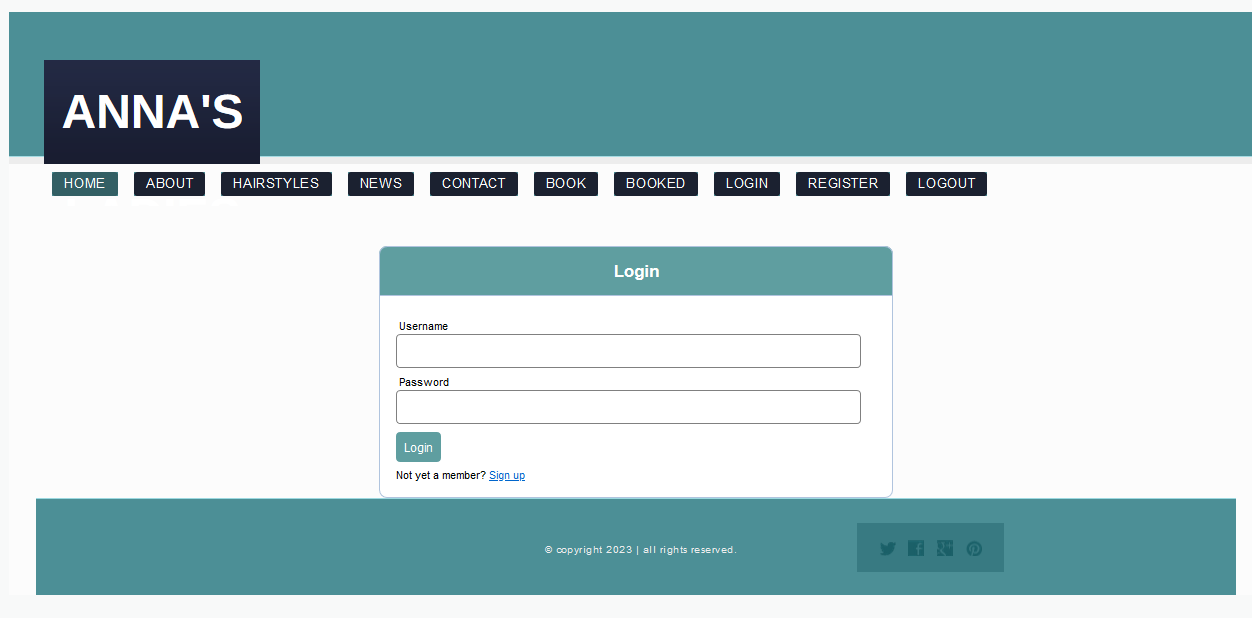 ANNA'S
HOME ABOUT HAIRSTYLES NEWS CONTACT BOOK BOOKED LOGIN REGISTER LOGOUT
Login
Username
Password
Login
Not yet a member? Sign up
© copyright 2023 | all rights reserved.